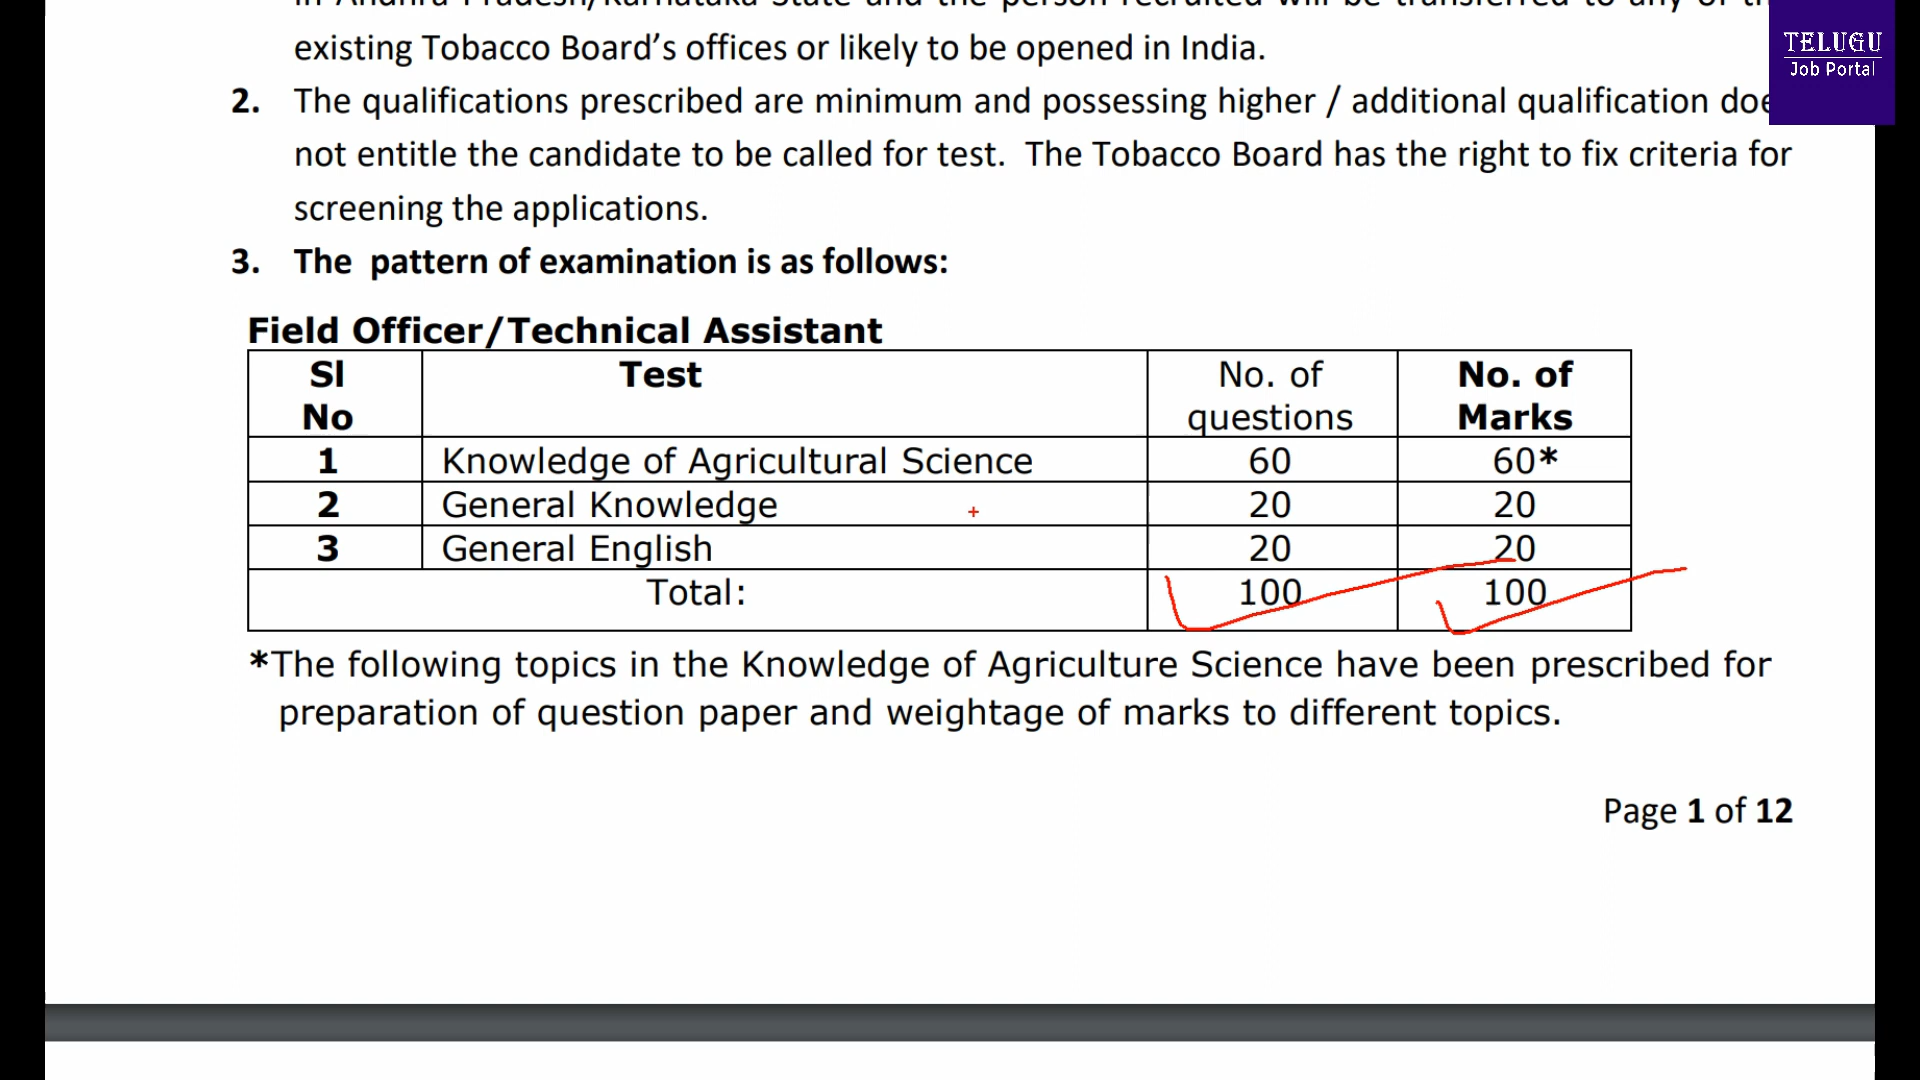 existing Tobacco Board’s offices or likely to be opened in India.
TELUGU
Job Portal
2. The qualifications prescribed are minimum and possessing higher / additional qualification
not entitle the candidate to be called for test. The Tobacco Board has the right to fix criteria for
screening the applications.
3. The pattern of examination is as follows:
Field Officer/Technical Assistant
Sl No Test No. of questions No. of Marks
1 Knowledge of Agricultural Science 60 60*
2 General Knowledge 20 20
3 General English 20 20
Total: 100 100
*The following topics in the Knowledge of Agriculture Science have been prescribed for
preparation of question paper and weightage of marks to different topics.
Page 1 of 12